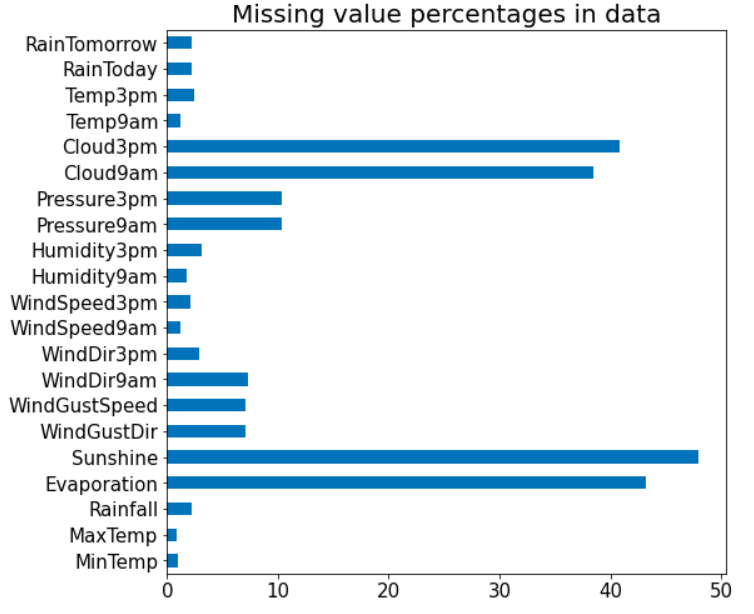 Missing value percentages in data
RainTomorrow
RainToday
Temp3pm
Temp9am
Cloud3pm
Cloud9am
Pressure3pm
Pressure9am
Humidity3pm
Humidity9am
WindSpeed3pm
WindSpeed9am
WindDir3pm
WindDir9am
WindGustSpeed
WindGustDir
Sunshine
Evaporation
Rainfall
MaxTemp
MinTemp
0 10 20 30 40 50